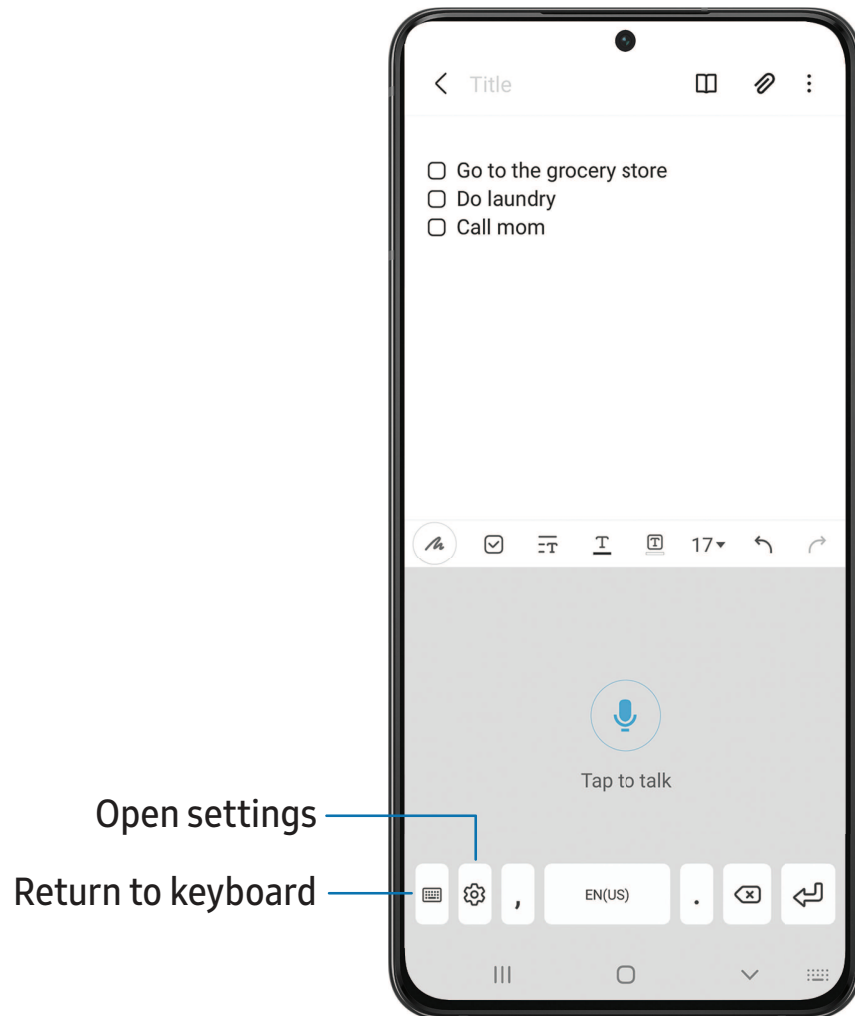 Title
Go to the grocery store
Do laundry
Call mom
17
Tap to talk
Open settings
Return to keyboard
,
EN(US)
.